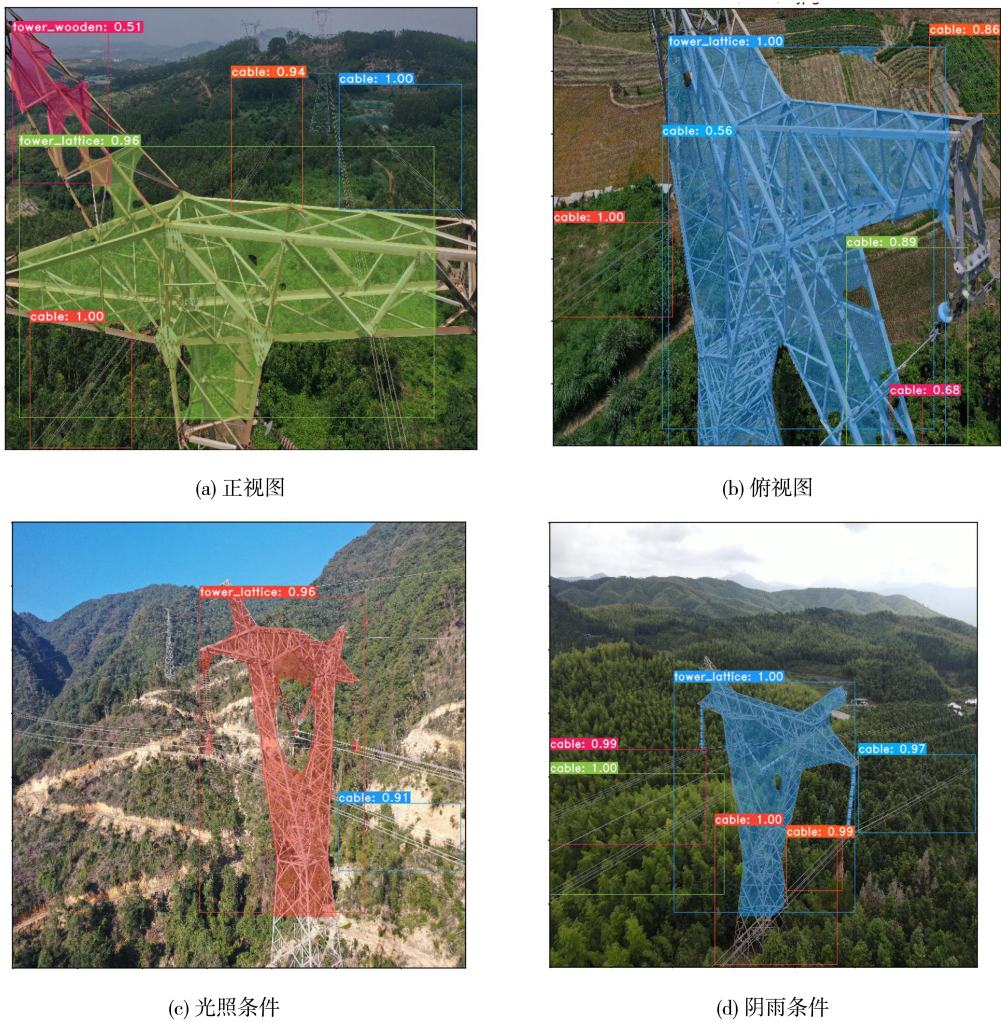 tower_wooden: 0.51
cable: 0.94
cable: 1.00
tower_lattice: 0.96
cable: 1.00
tower_lattice: 1.00
cable: 0.86
cable: 0.56
cable: 1.00
cable: 0.89
cable: 0.68
(a) 正视图
(b) 俯视图
tower_lattice: 0.96
cable: 0.91
tower_lattice: 1.00
cable: 0.99
cable: 0.97
cable: 1.00
cable: 1.00
cable: 0.99
(c) 光照条件
(d) 阴雨条件